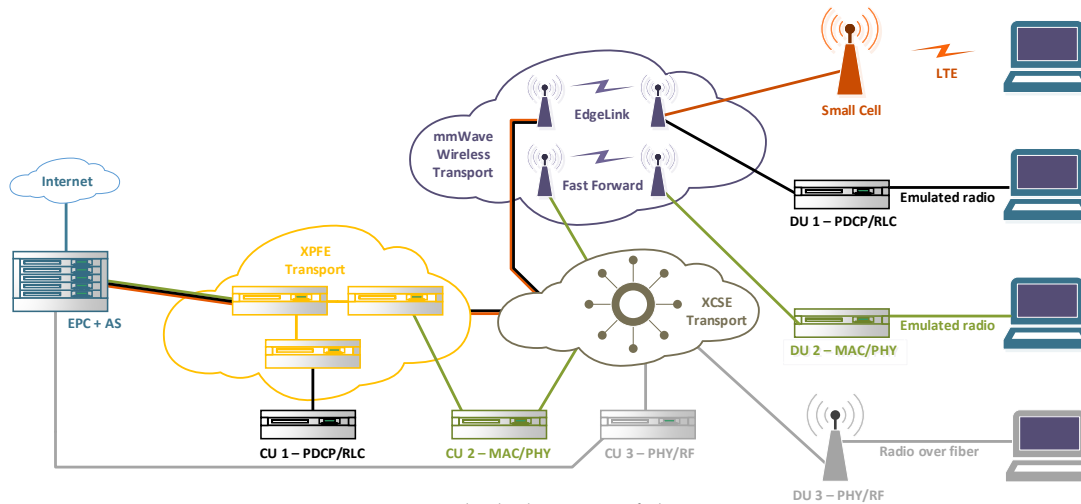 LTE
Small Cell
EdgeLink
mmWave
Wireless
Transport
Fast Forward
Internet
Emulated radio
DU 1 – PDCP/RLC
XPFE
Transport
XCSE
Transport
EPC + AS
Emulated radio
DU 2 – MAC/PHY
CU 1 – PDCP/RLC
CU 2 – MAC/PHY
CU 3 – PHY/RF
Radio over fiber
DU 3 – PHY/RF